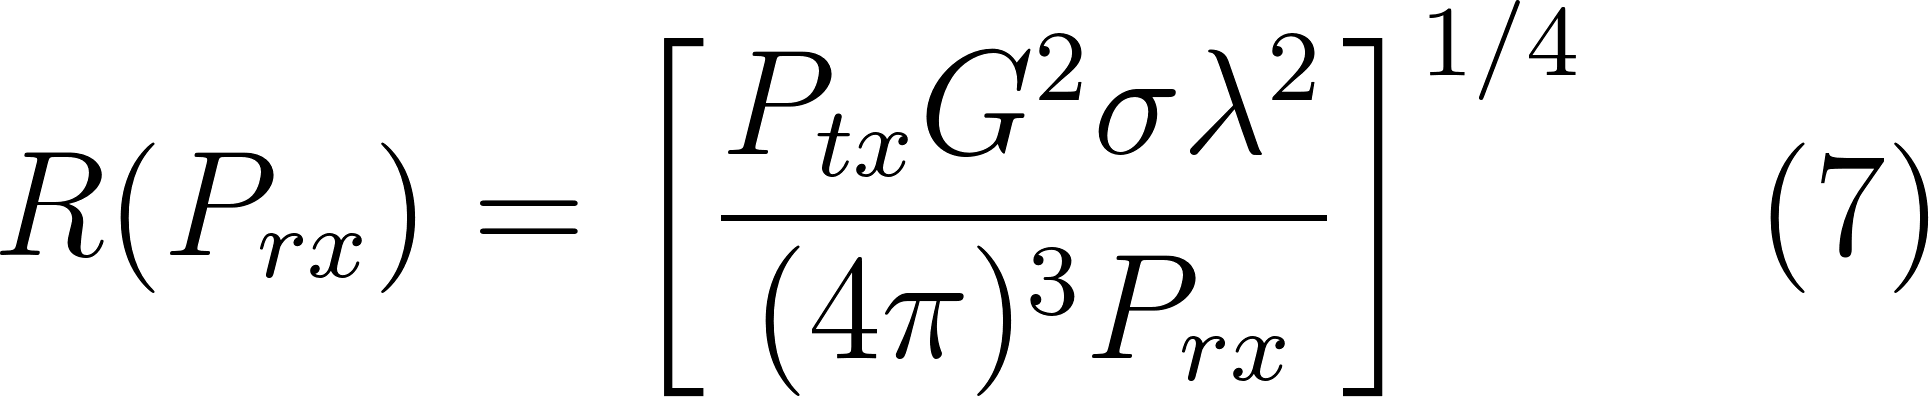 R(P_{rx}) = \left[ \frac{P_{tx} G^2 \sigma \lambda^2}{(4\pi)^3 P_{rx}} \right]^{1/4} (7)